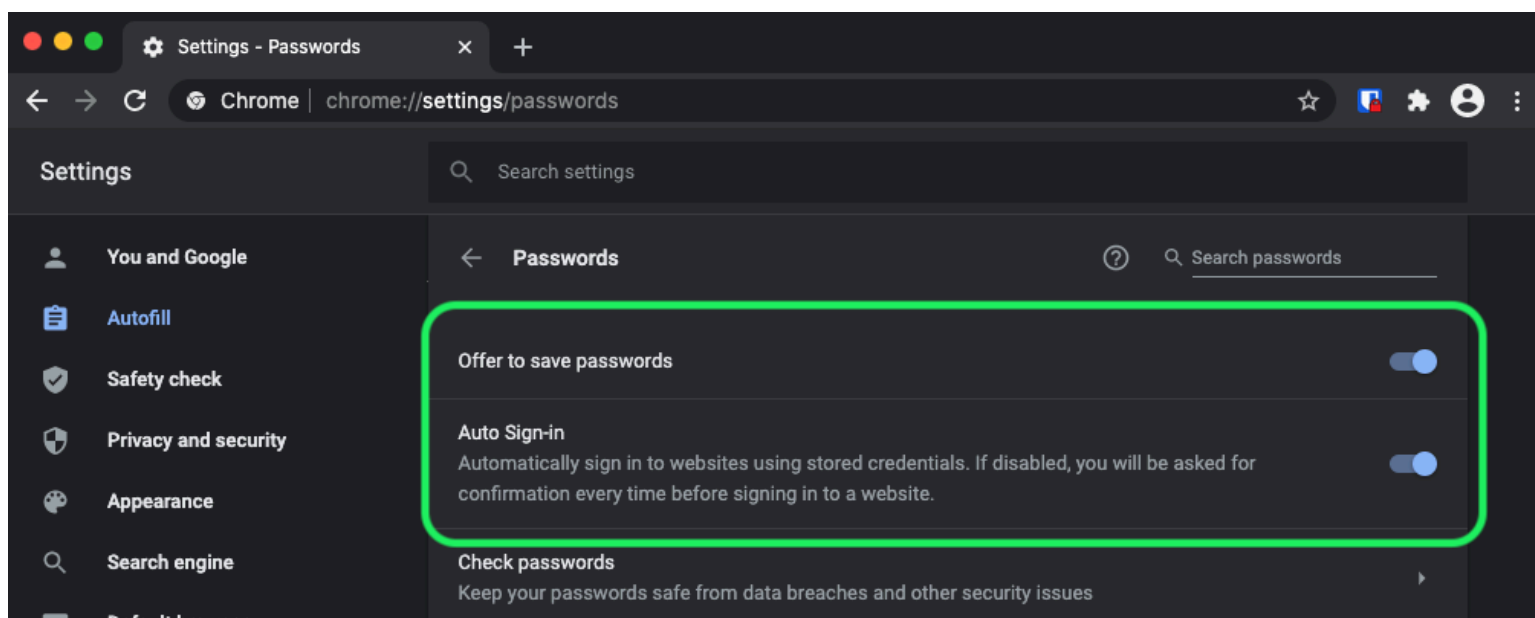 Settings - Passwords
Chrome | chrome://settings/passwords
Settings
Search settings
You and Google
Autofill
Safety check
Privacy and security
Appearance
Search engine
Passwords
Search passwords
Offer to save passwords
Auto Sign-in
Automatically sign in to websites using stored credentials. If disabled, you will be asked for
confirmation every time before signing in to a website.
Check passwords
Keep your passwords safe from data breaches and other security issues